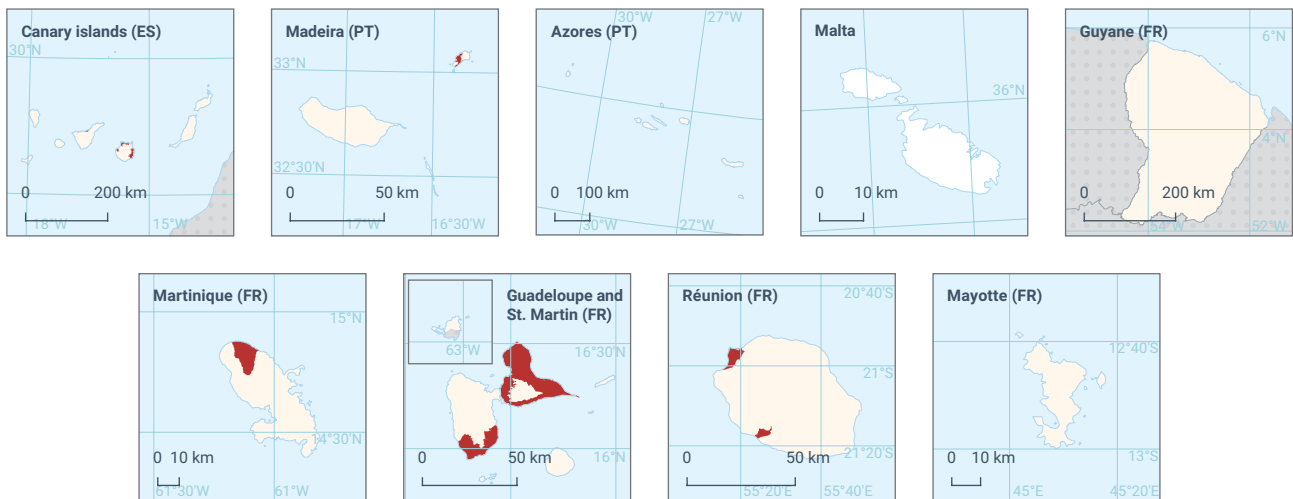 Canary islands (ES)
30°N
0 200 km
18°W 15°W
Madeira (PT)
33°N
32°30'N
0 50 km
17°W 16°30'W
Azores (PT)
30°W 27°W
0 100 km
30°W 27°W
Malta
36°N
0 10 km
Guyane (FR)
6°N
4°N
0 200 km
54°W 52°W
Martinique (FR)
15°N
14°30'N
0 10 km
61°30'W 61°W
Guadeloupe and
St. Martin (FR)
63°W
16°30'N
0 50 km
16°N
Réunion (FR)
20°40'S
21°S
21°20'S
0 50 km
55°20'E 55°40'E
Mayotte (FR)
12°40'S
0 10 km
13°S
45°E 45°20'E